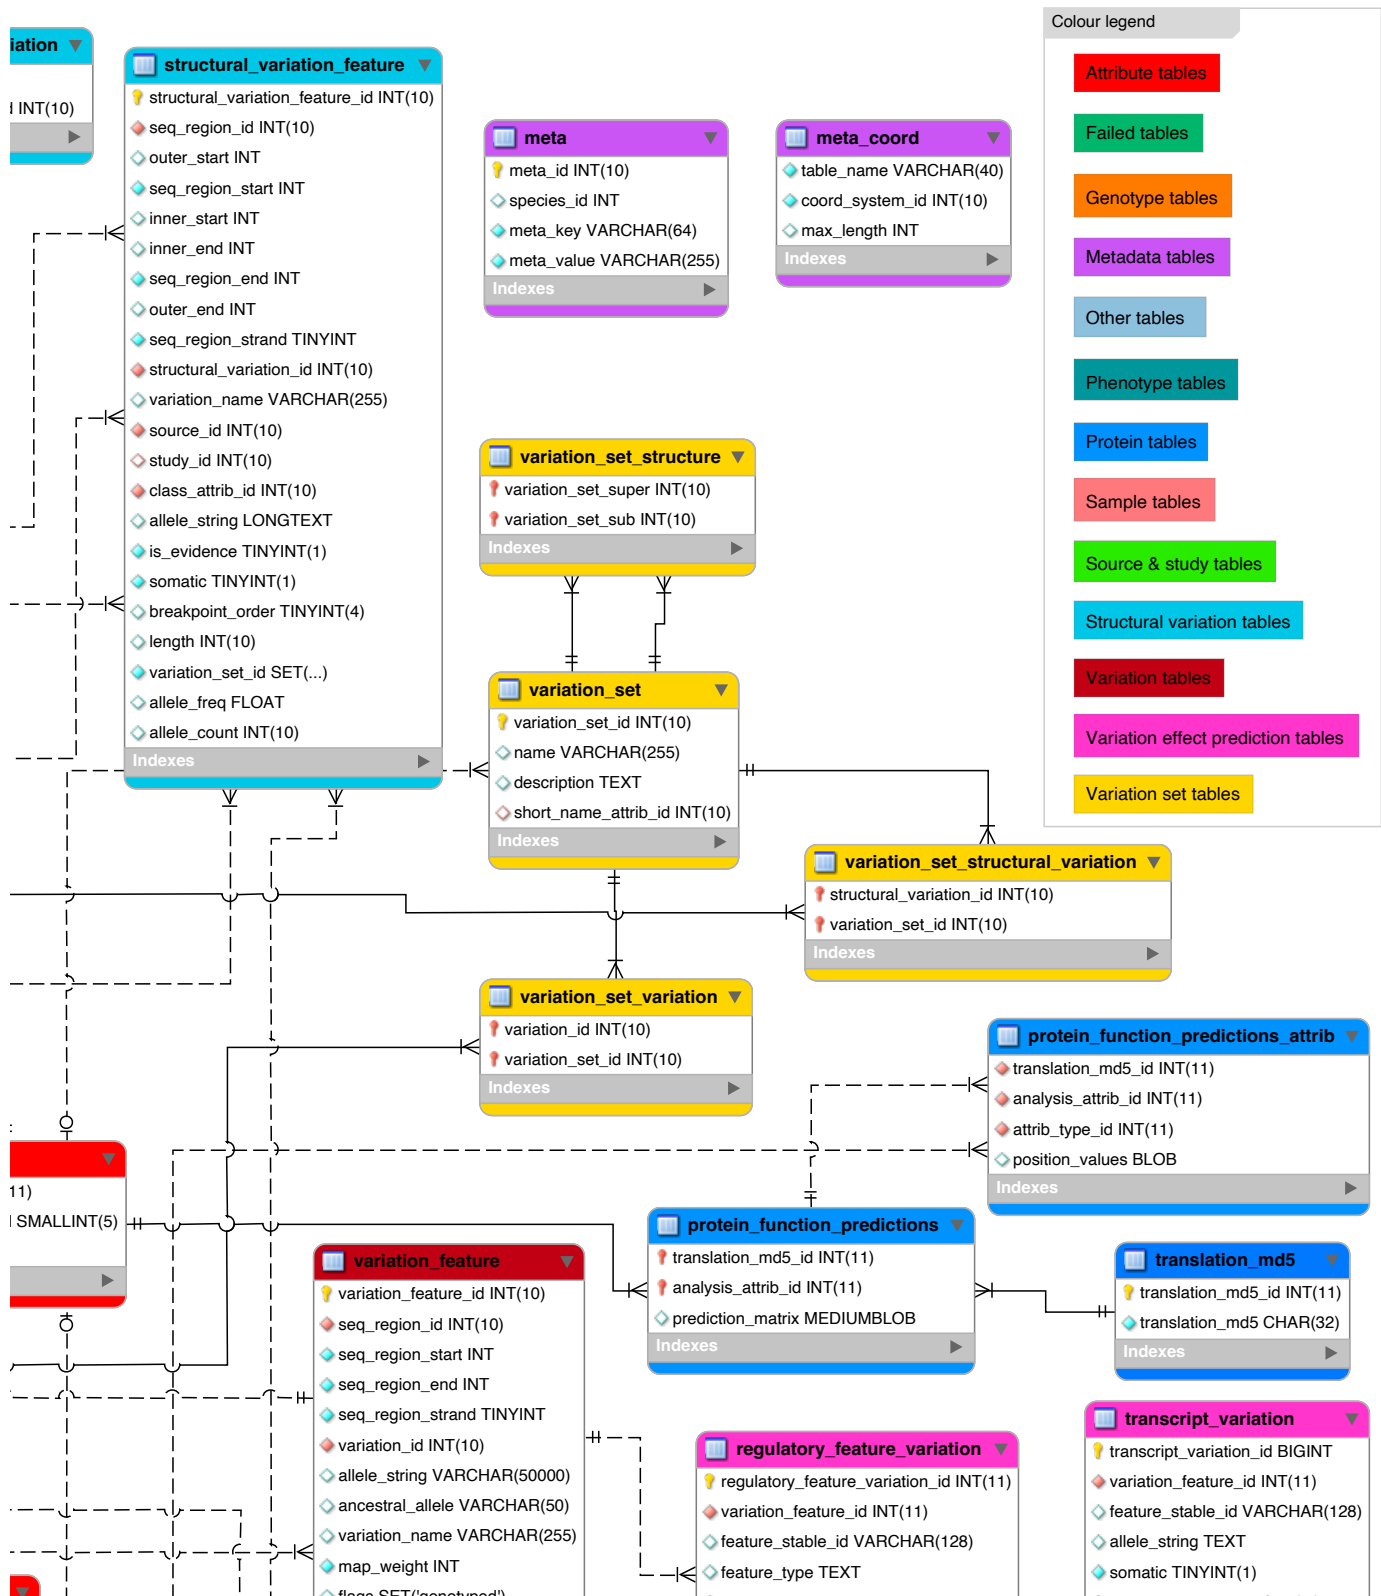 iation
d INT(10)
structural_variation_feature
structural_variation_feature_id INT(10)
seq_region_id INT(10)
outer_start INT
seq_region_start INT
inner_start INT
inner_end INT
seq_region_end INT
outer_end INT
seq_region_strand TINYINT
structural_variation_id INT(10)
variation_name VARCHAR(255)
source_id INT(10)
study_id INT(10)
class_attrib_id INT(10)
allele_string LONGTEXT
is_evidence TINYINT(1)
somatic TINYINT(1)
breakpoint_order TINYINT(4)
length INT(10)
variation_set_id SET(...)
allele_freq FLOAT
allele_count INT(10)
Indexes
meta
meta_id INT(10)
species_id INT
meta_key VARCHAR(64)
meta_value VARCHAR(255)
Indexes
meta_coord
table_name VARCHAR(40)
coord_system_id INT(10)
max_length INT
Indexes
Colour legend
Attribute tables
Failed tables
Genotype tables
Metadata tables
Other tables
Phenotype tables
Protein tables
Sample tables
Source & study tables
Structural variation tables
Variation tables
Variation effect prediction tables
Variation set tables
variation_set_structure
variation_set_super INT(10)
variation_set_sub INT(10)
Indexes
variation_set
variation_set_id INT(10)
name VARCHAR(255)
description TEXT
short_name_attrib_id INT(10)
Indexes
variation_set_structural_variation
structural_variation_id INT(10)
variation_set_id INT(10)
Indexes
variation_set_variation
variation_id INT(10)
variation_set_id INT(10)
Indexes
protein_function_predictions_attrib
translation_md5_id INT(11)
analysis_attrib_id INT(11)
attrib_type_id INT(11)
position_values BLOB
Indexes
11)
SMALLINT(5)
protein_function_predictions
translation_md5_id INT(11)
analysis_attrib_id INT(11)
prediction_matrix MEDIUMBLOB
Indexes
translation_md5
translation_md5_id INT(11)
translation_md5 CHAR(32)
Indexes
variation_feature
variation_feature_id INT(10)
seq_region_id INT(10)
seq_region_start INT
seq_region_end INT
seq_region_strand TINYINT
variation_id INT(10)
allele_string VARCHAR(50000)
ancestral_allele VARCHAR(50)
variation_name VARCHAR(255)
map_weight INT
flags SET('genotyped')
regulatory_feature_variation
regulatory_feature_variation_id INT(11)
variation_feature_id INT(11)
feature_stable_id VARCHAR(128)
feature_type TEXT
transcript_variation
transcript_variation_id BIGINT
variation_feature_id INT(11)
feature_stable_id VARCHAR(128)
allele_string TEXT
somatic TINYINT(1)